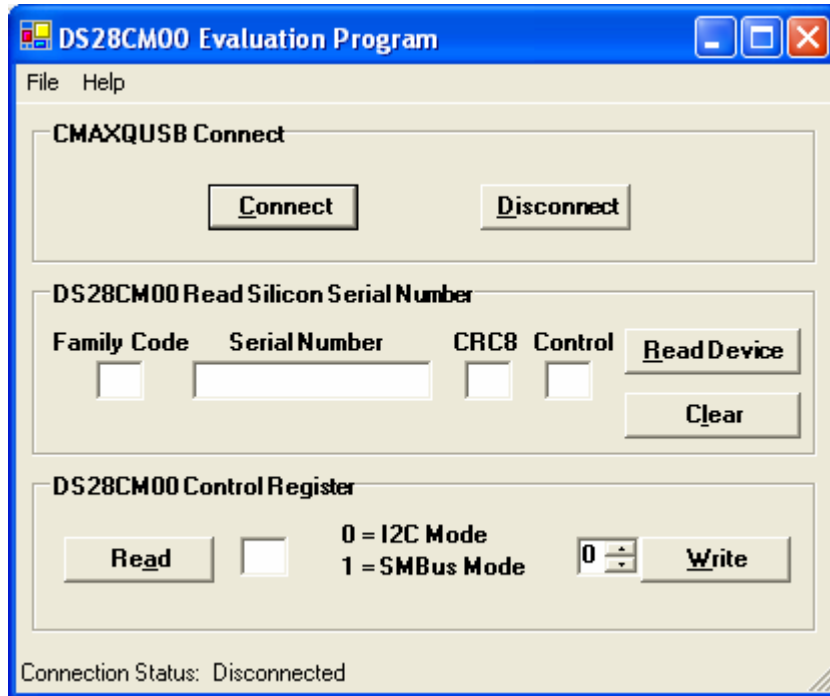 DS28CM00 Evaluation Program
File Help
CMAXQUSB Connect
Connect Disconnect
DS28CM00 Read Silicon Serial Number
Family Code Serial Number CRC8 Control Read Device
Clear
DS28CM00 Control Register
Read 0 = I2C Mode 0 Write
1 = SMBus Mode
Connection Status: Disconnected